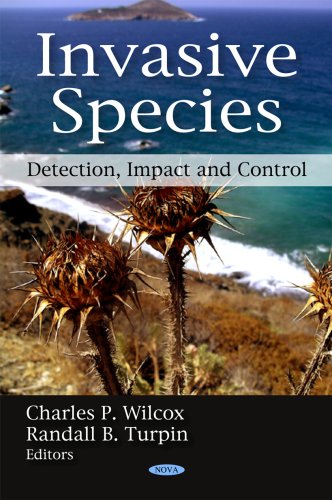 Invasive
Species
Detection, Impact and Control
Charles P. Wilcox
Randall B. Turpin
Editors
NOVA